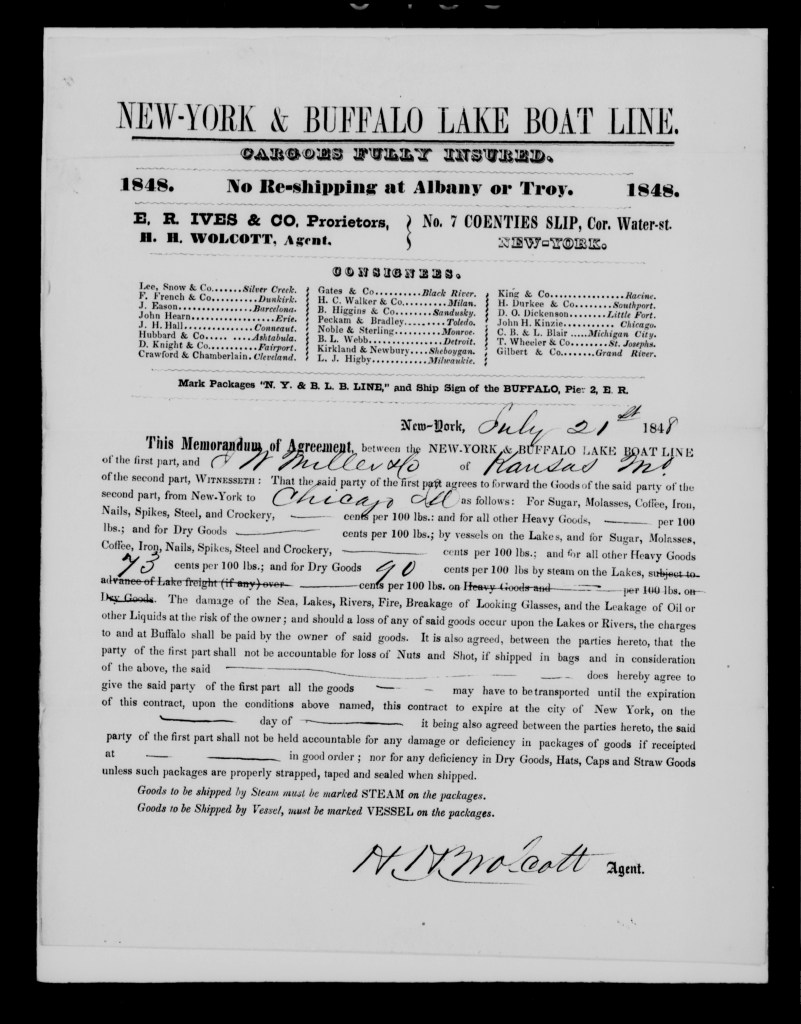 NEW-YORK & BUFFALO LAKE BOAT LINE.
CARGOES FULLY INSURED.
1848. No Re-shipping at Albany or Troy. 1848.
E. R. IVES & CO, Prorietors, No. 7 COENTIES SLIP, Cor. Water-st.
H. H. WOLCOTT, Agent. NEW-YORK.
CONSIGNEES.
Lee, Snow & Co.......Silver Creek.
F. French & Co..........Dunkirk.
J. Eason................Barcelona.
John Hearn..................Erie.
J. H. Hall...............Conneaut.
Hubbard & Co..... .....Ashtabula.
D. Knight & Co..........Fairport.
Crawford & Chamberlain.Cleveland.
Gates & Co..........Black River.
H. C. Walker & Co..........Milan.
B. Higgins & Co.........Sandusky.
Peckam & Bradley.........Toledo.
Noble & Sterling..........Monroe.
B. L. Webb...............Detroit.
Kirkland & Newbury....Sheboygan.
L. J. Higby............Milwaukie.
King & Co................Racine.
H. Durkee & Co.........Southport.
D. O. Dickenson.......Little Fort.
John H. Kinzie..........Chicago.
C. B. & L. Blair ....Michigan City.
T. Wheeler & Co......St. Josephs.
Gilbert & Co.......Grand River.
Mark Packages "N. Y. & B. L. B. LINE," and Ship Sign of the BUFFALO, Pier 2, E. R.
New-York, July 21st 1848
This Memorandum of Agreement, between the NEW-YORK & BUFFALO LAKE BOAT LINE
of the first part, and J W Miller & Co of Kansas Mo.
of the second part, WITNESSETH: That the said party of the first part agrees to forward the Goods of the said party of the
second part, from New-York to Chicago Ill as follows: For Sugar, Molasses, Coffee, Iron,
Nails, Spikes, Steel, and Crockery, —— cents per 100 lbs.: and for all other Heavy Goods, —— per 100
lbs.; and for Dry Goods —— cents per 100 lbs.; by vessels on the Lakes, and for Sugar, Molasses,
Coffee, Iron, Nails, Spikes, Steel and Crockery, —— cents per 100 lbs.; and for all other Heavy Goods
73 cents per 100 lbs.; and for Dry Goods 90 cents per 100 lbs by steam on the Lakes, subject to
advance of Lake freight (if any) over —— cents per 100 lbs. on Heavy Goods and —— per 100 lbs. on
Dry Goods. The damage of the Sea, Lakes, Rivers, Fire, Breakage of Looking Glasses, and the Leakage of Oil or
other Liquids at the risk of the owner; and should a loss of any of said goods occur upon the Lakes or Rivers, the charges
to and at Buffalo shall be paid by the owner of said goods. It is also agreed, between the parties hereto, that the
party of the first part shall not be accountable for loss of Nuts and Shot, if shipped in bags and in consideration
of the above, the said —— does hereby agree to
give the said party of the first part all the goods —— may have to be transported until the expiration
of this contract, upon the conditions above named, this contract to expire at the city of New York, on the
—— day of —— it being also agreed between the parties hereto, the said
party of the first part shall not be held accountable for any damage or deficiency in packages of goods if receipted
at —— in good order; nor for any deficiency in Dry Goods, Hats, Caps and Straw Goods
unless such packages are properly strapped, taped and sealed when shipped.
Goods to be shipped by Steam must be marked STEAM on the packages.
Goods to be Shipped by Vessel, must be marked VESSEL on the packages.
H H Wolcott Agent.